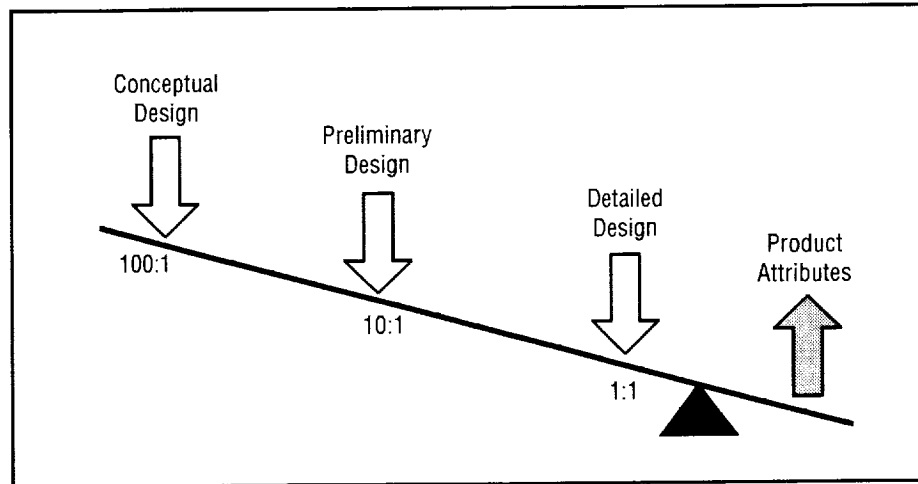 Conceptual
Design
100:1
Preliminary
Design
10:1
Detailed
Design
1:1
Product
Attributes